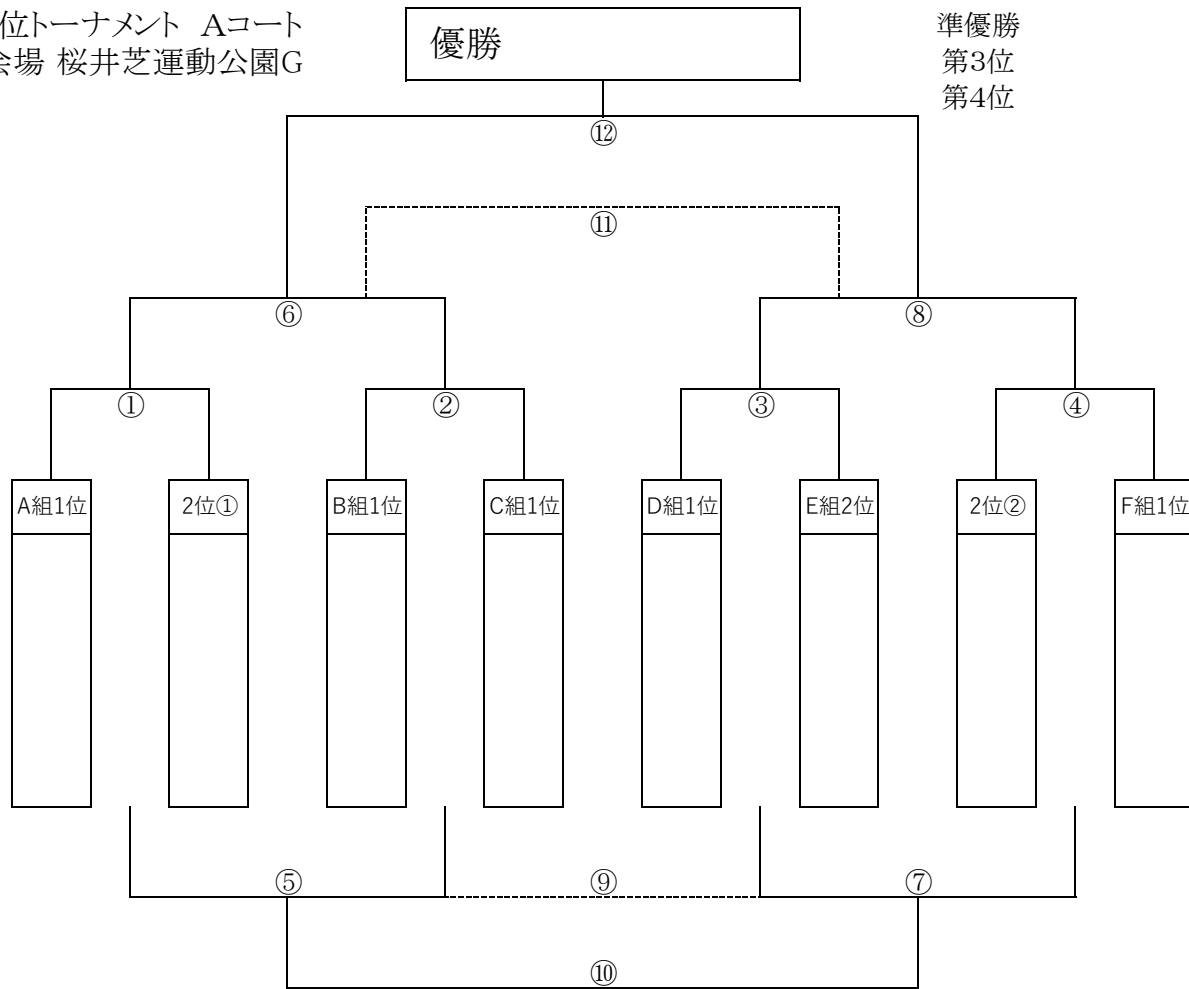 位トーナメント Aコート
会場 桜井芝運動公園G
優勝
準優勝
第3位
第4位
⑫
⑪
⑥
⑧
①
②
③
④
A組1位
2位①
B組1位
C組1位
D組1位
E組2位
2位②
F組1位
⑤
⑨
⑦
⑩